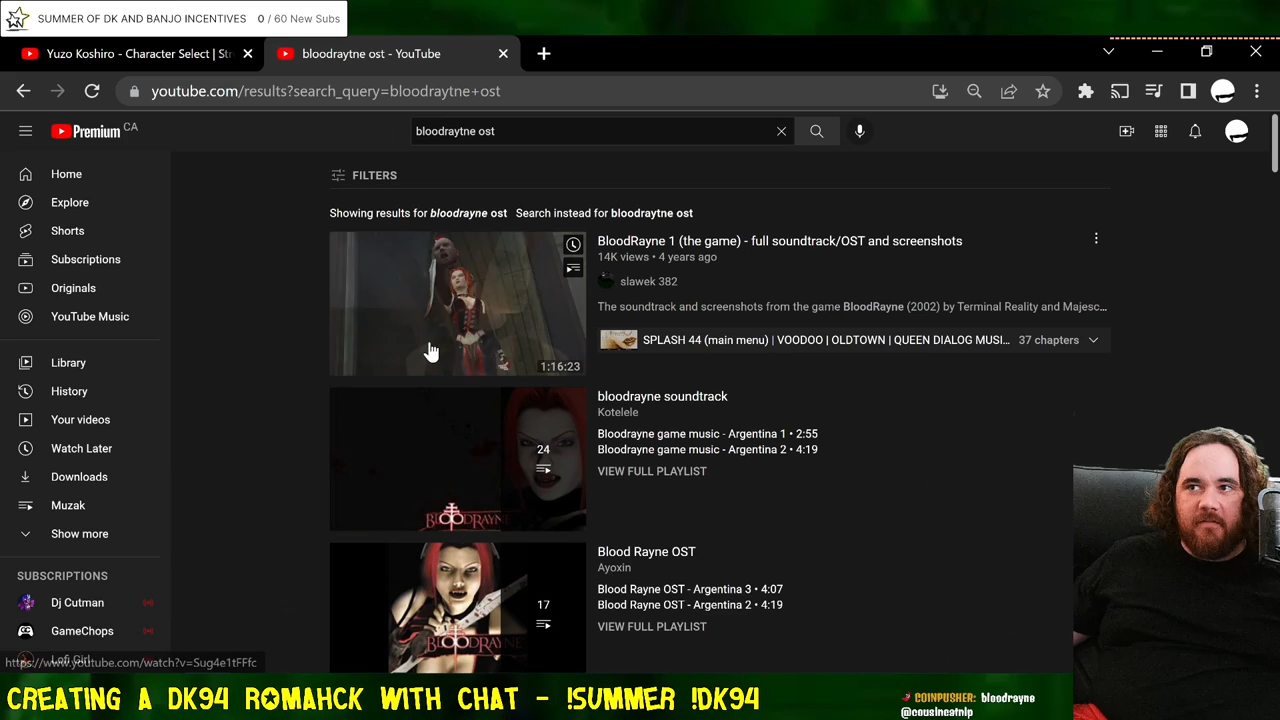 SUMMER OF DK AND BANJO INCENTIVES 0 / 60 New Subs
Yuzo Koshiro - Character Select | Str
bloodraytne ost - YouTube
youtube.com/results?search_query=bloodraytne+ost
Premium CA
bloodraytne ost
Home
Explore
Shorts
Subscriptions
Originals
YouTube Music
Library
History
Your videos
Watch Later
Downloads
Muzak
Show more
SUBSCRIPTIONS
Dj Cutman
GameChops
Lofi Girl
https://www.youtube.com/watch?v=Sug4e1tFFfc
FILTERS
Showing results for bloodrayne ost Search instead for bloodraytne ost
1:16:23
BloodRayne 1 (the game) - full soundtrack/OST and screenshots
14K views • 4 years ago
slawek 382
The soundtrack and screenshots from the game BloodRayne (2002) by Terminal Reality and Majesc...
SPLASH 44 (main menu) | VOODOO | OLDTOWN | QUEEN DIALOG MUSI... 37 chapters
24
BLOODRAYNE
bloodrayne soundtrack
Kotelele
Bloodrayne game music - Argentina 1 • 2:55
Bloodrayne game music - Argentina 2 • 4:19
VIEW FULL PLAYLIST
17
BLOODRAYNE
Blood Rayne OST
Ayoxin
Blood Rayne OST - Argentina 3 • 4:07
Blood Rayne OST - Argentina 2 • 4:19
VIEW FULL PLAYLIST
CREATING A DK94 ROMAHCK WITH CHAT - !SUMMER !DK94
COINPUSHER: bloodrayne
@cousincatnip